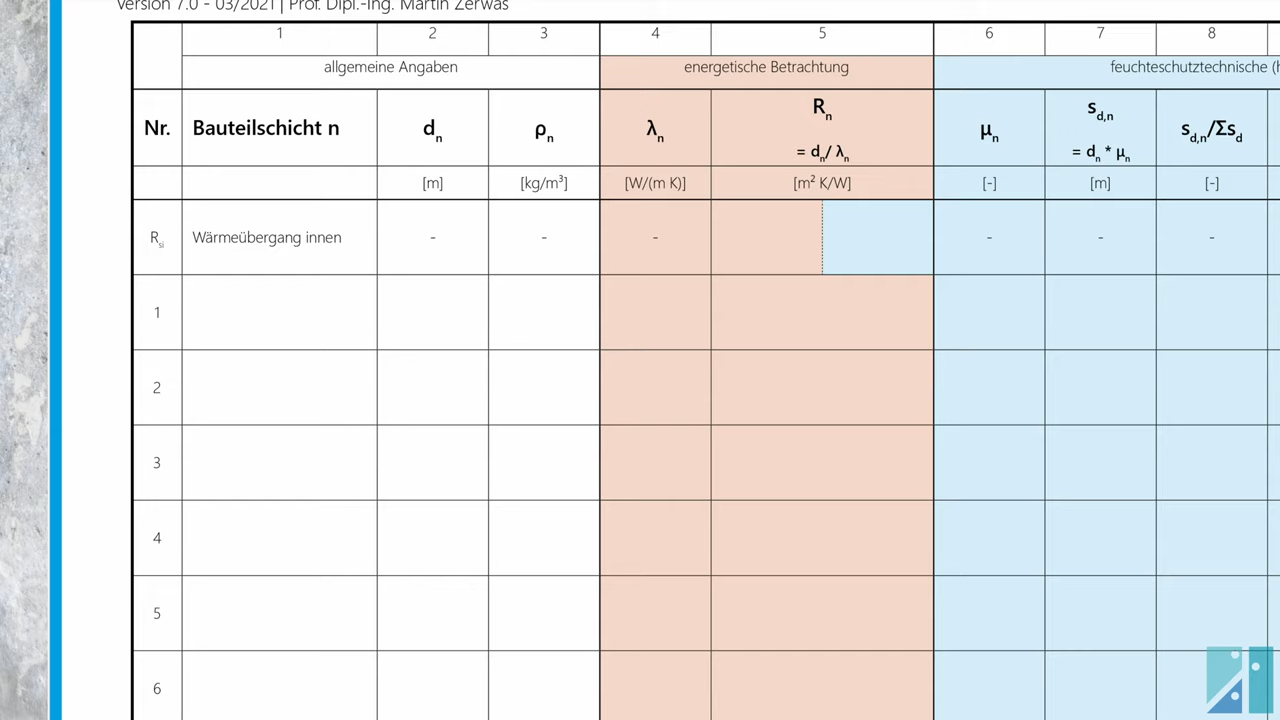 Version 7.0 - 03/2021 | Prof. Dipl.-Ing. Martin Zerwas
1 2 3 4 5 6 7 8
allgemeine Angaben energetische Betrachtung feuchteschutztechnische (h
Nr. Bauteilschicht n dn ρn λn Rn = dn/ λn μn sd,n = dn * μn sd,n/Σsd
[m] [kg/m³] [W/(m K)] [m² K/W] [-] [m] [-]
Rsi Wärmeübergang innen - - - - - -
1
2
3
4
5
6